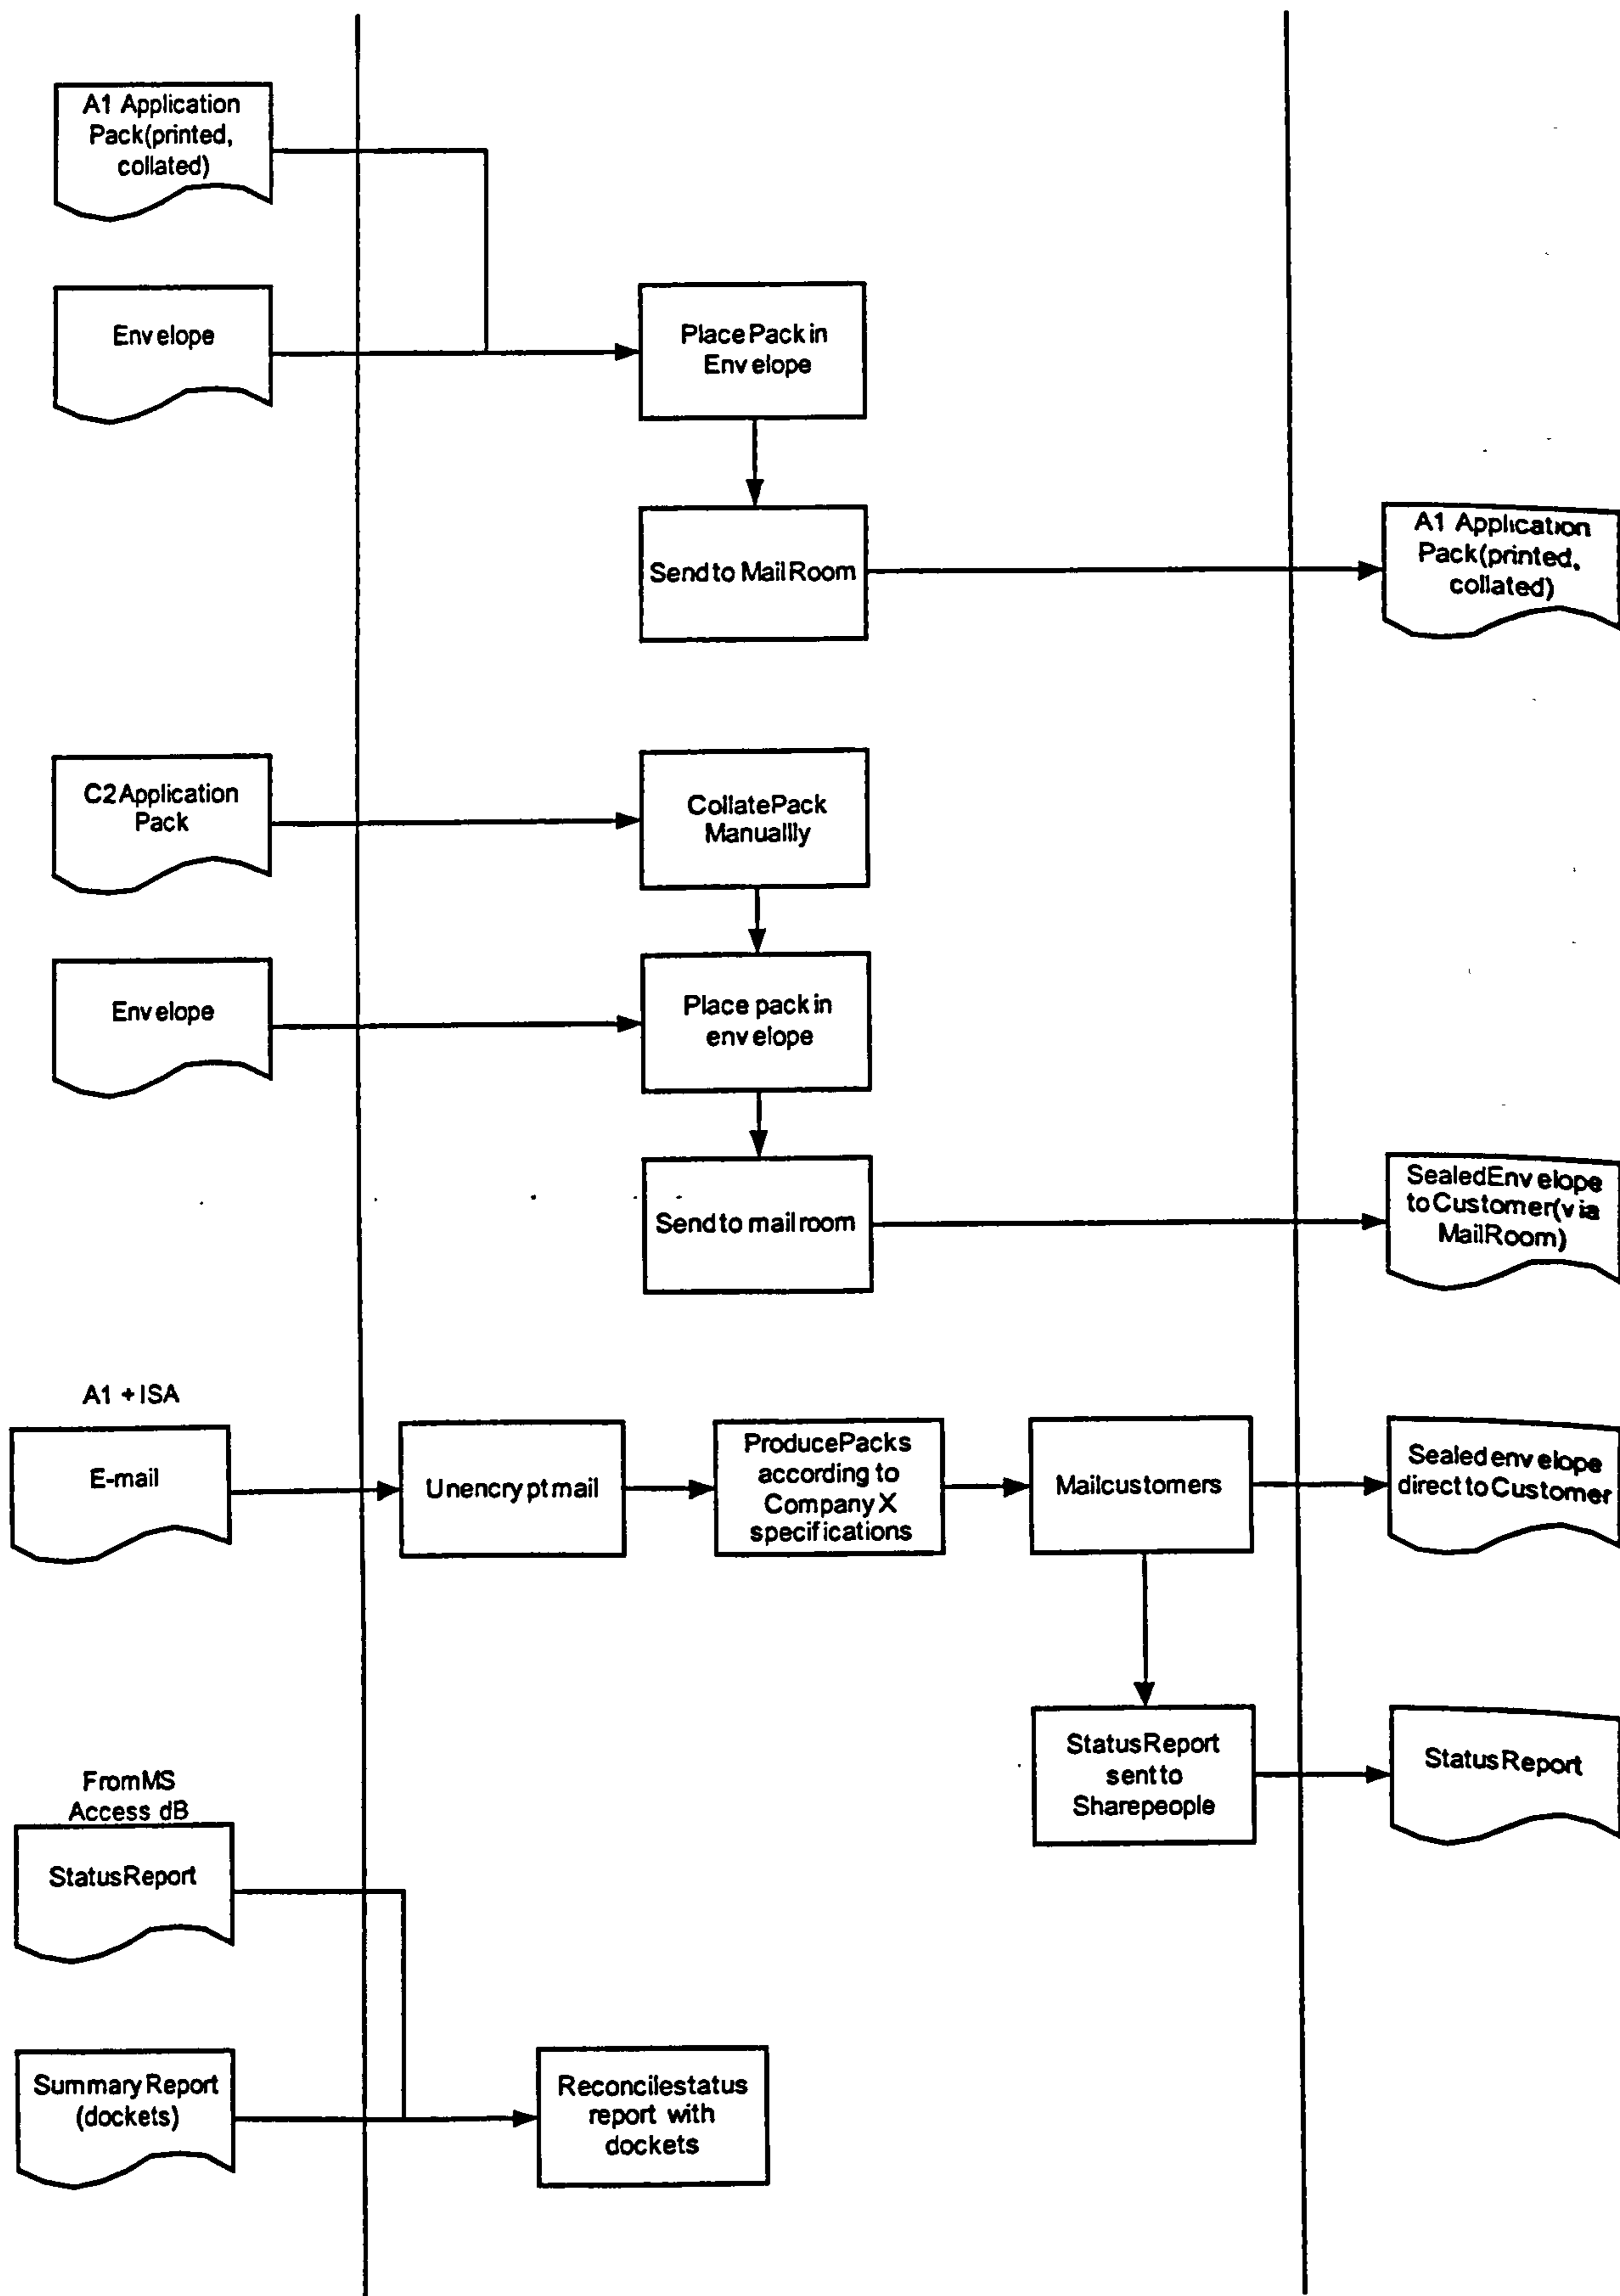 A1 Application
Pack(printed,
collated)
Envelope
Place Pack in
Envelope
Send to Mail Room
A1 Application
Pack(printed,
collated)
C2 Application
Pack
Collate Pack
Manuallly
Envelope
Place pack in
envelope
Send to mail room
Sealed Envelope
to Customer(via
Mail Room)
A1 + ISA
E-mail
Unencrypt mail
Produce Packs
according to
Company X
specifications
Mail customers
Sealed envelope
direct to Customer
Status Report
sent to
Sharepeople
Status Report
From MS
Access dB
Status Report
Summary Report
(dockets)
Reconcile status
report with
dockets